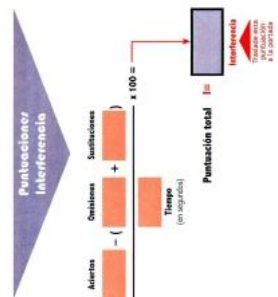 Puntuaciones
Interferencia
Aciertos
– (
Omisiones
+
Sustituciones
)
x 100 =
Tiempo
(en segundos)
Puntuación total
I=
Interferencia
Traslade esta
puntuación
a la portada